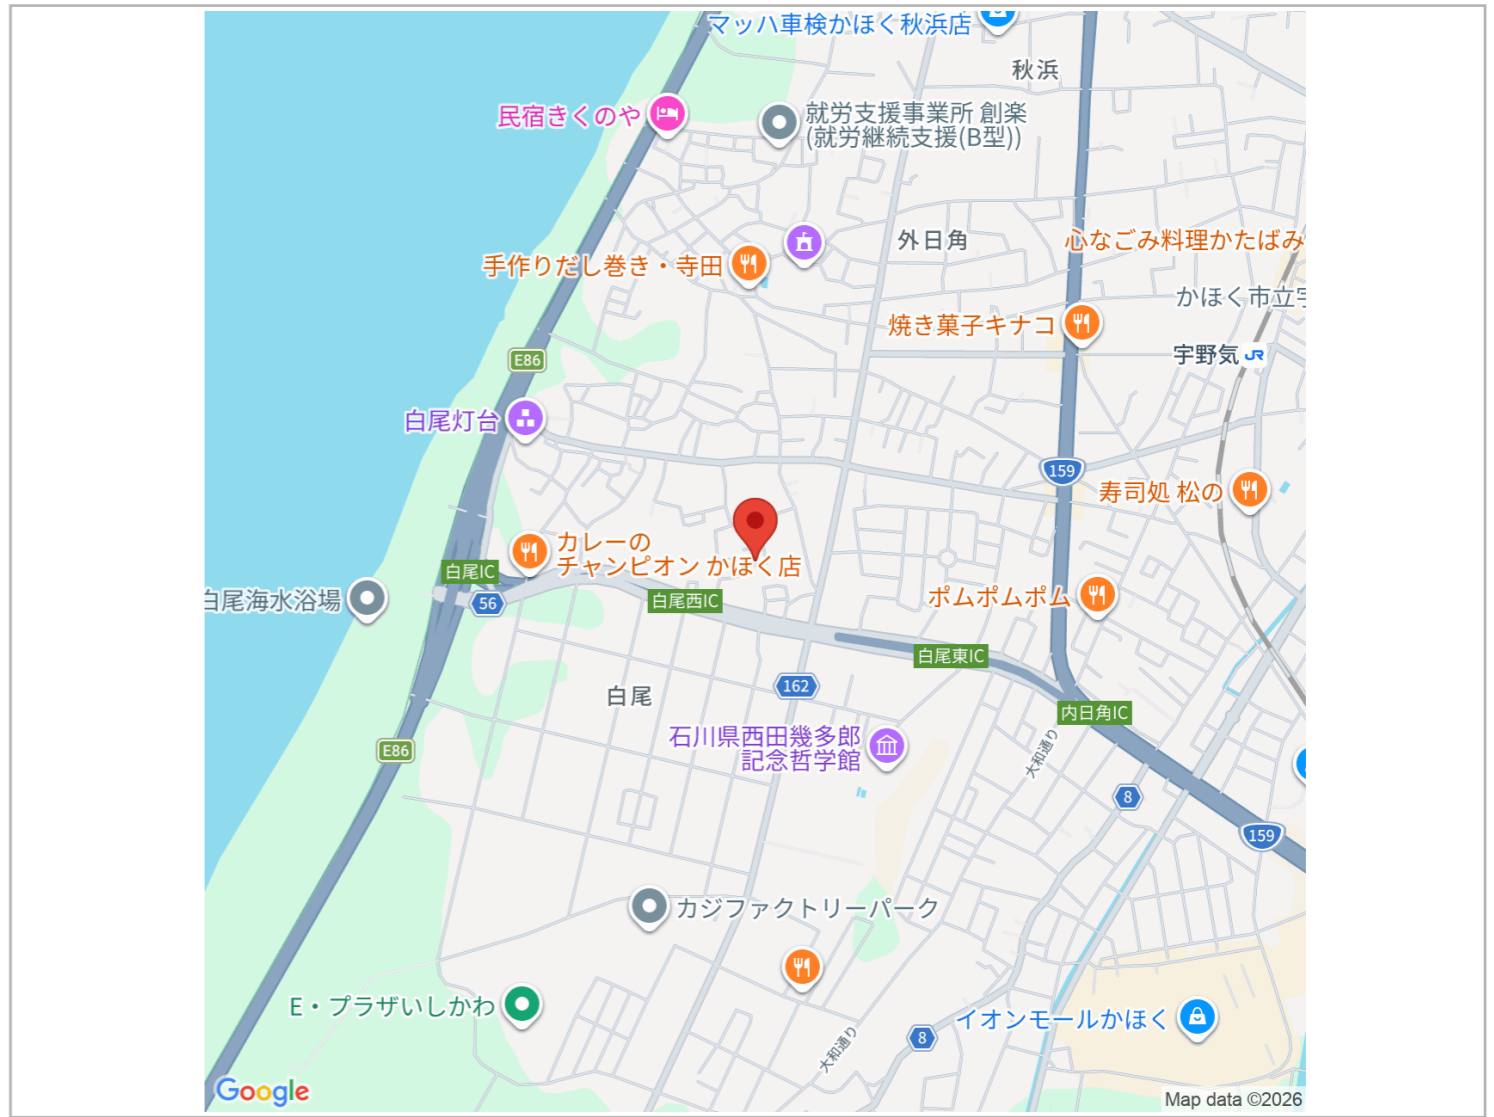 マッハ車検かほく秋浜店
秋浜
民宿きくのや
就労支援事業所 創楽
(就労継続支援(B型))
外日角
心なごみ料理かたばみ
手作りだし巻き・寺田
かほく市立宇
焼き菓子キナコ
宇野気 JR
E86
白尾灯台
159
寿司処 松の
カレーの
チャンピオン かほく店
白尾IC
56
白尾西IC
白尾海水浴場
ポムポムポム
白尾東IC
162
白尾
内日角IC
石川県西田幾多郎
記念哲学館
大和通り
E86
8
159
カジファクトリーパーク
E・プラザいしかわ
イオンモールかほく
8
大和通り
Google
Map data ©2026